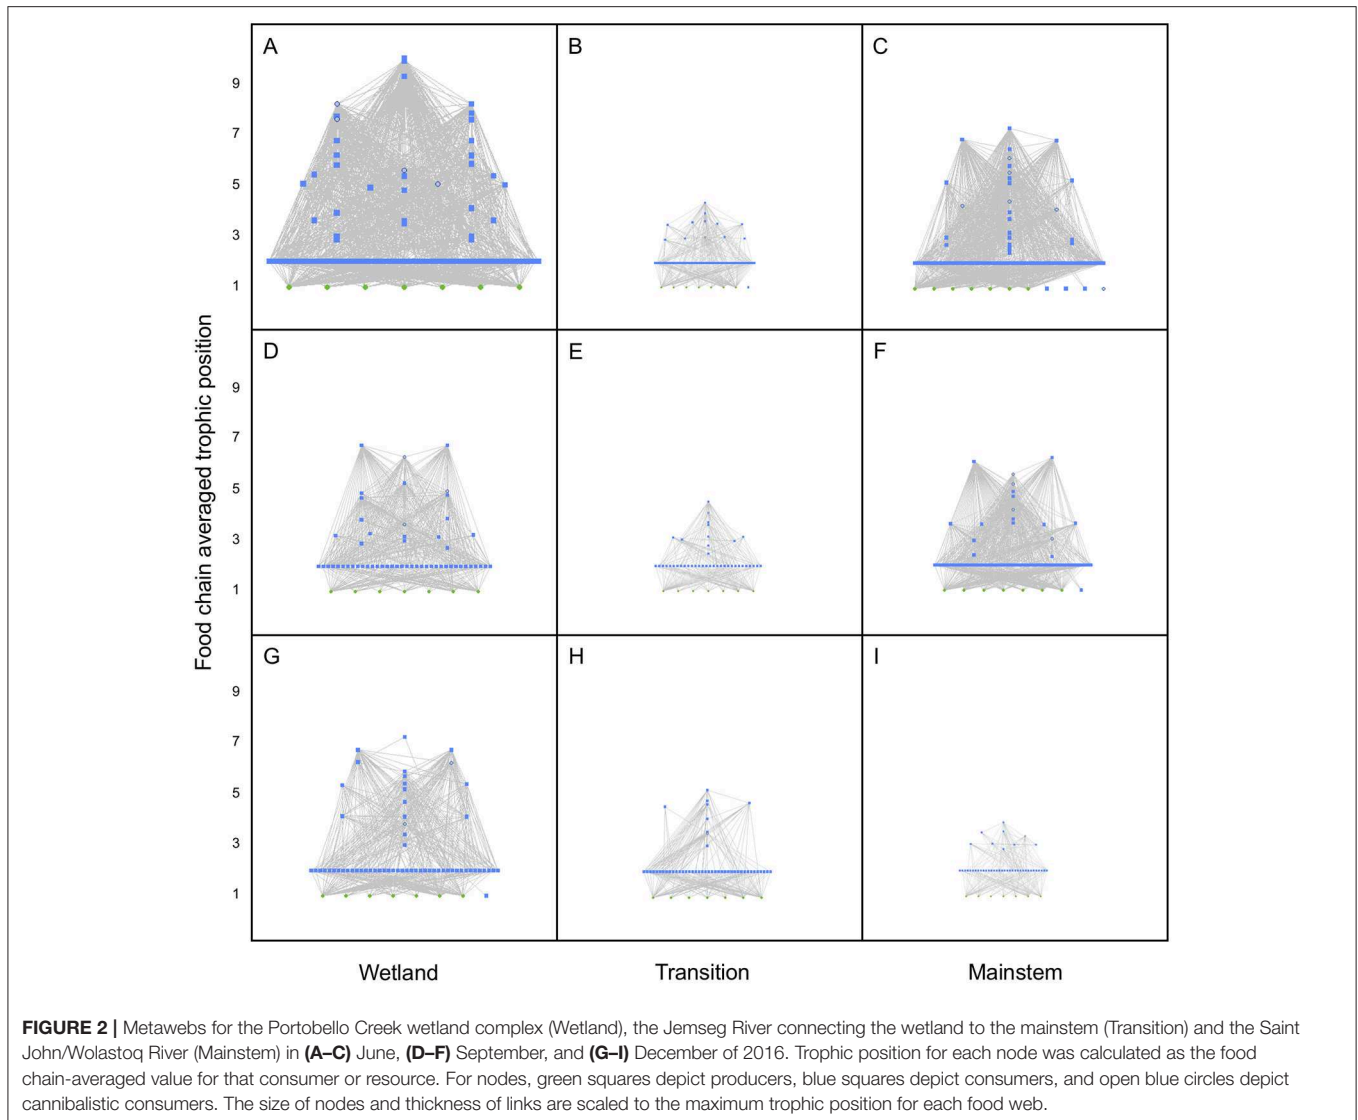 A
B
C
9
7
5
3
1
D
E
F
9
7
5
3
1
G
H
I
9
7
5
3
1
Food chain averaged trophic position
Wetland
Transition
Mainstem
FIGURE 2 | Metawebs for the Portobello Creek wetland complex (Wetland), the Jemseg River connecting the wetland to the mainstem (Transition) and the Saint
John/Wolastoq River (Mainstem) in (A–C) June, (D–F) September, and (G–I) December of 2016. Trophic position for each node was calculated as the food
chain-averaged value for that consumer or resource. For nodes, green squares depict producers, blue squares depict consumers, and open blue circles depict
cannibalistic consumers. The size of nodes and thickness of links are scaled to the maximum trophic position for each food web.